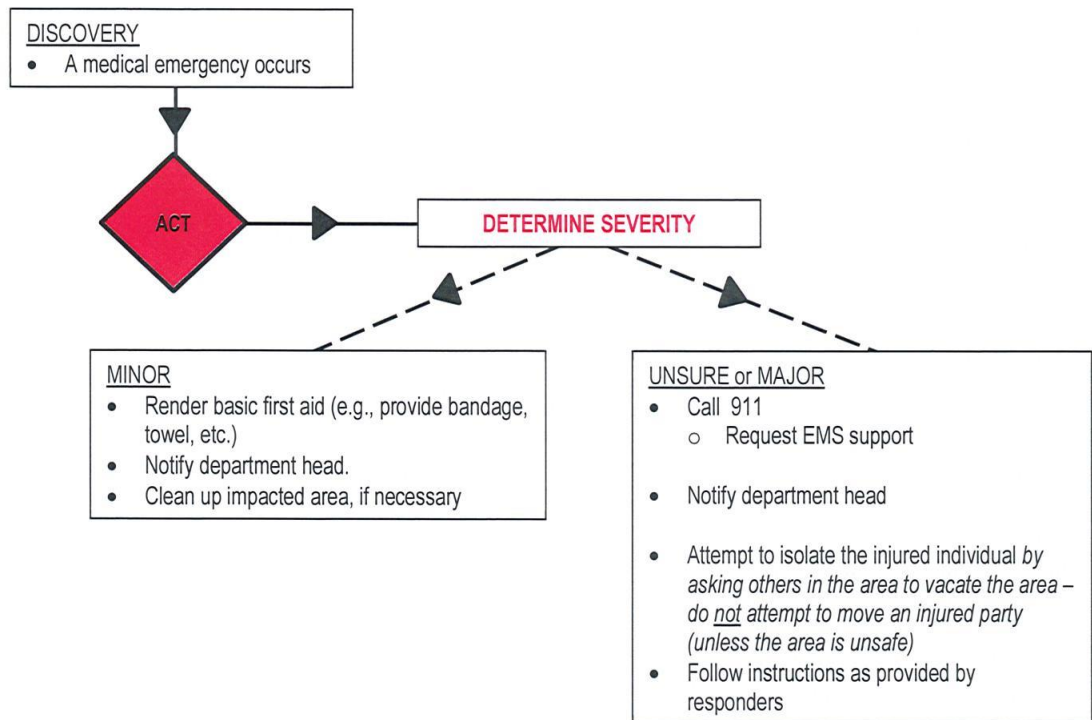 DISCOVERY
• A medical emergency occurs
ACT
DETERMINE SEVERITY
MINOR
• Render basic first aid (e.g., provide bandage,
towel, etc.)
• Notify department head.
• Clean up impacted area, if necessary
UNSURE or MAJOR
• Call 911
o Request EMS support
• Notify department head
• Attempt to isolate the injured individual by
asking others in the area to vacate the area –
do not attempt to move an injured party
(unless the area is unsafe)
• Follow instructions as provided by
responders